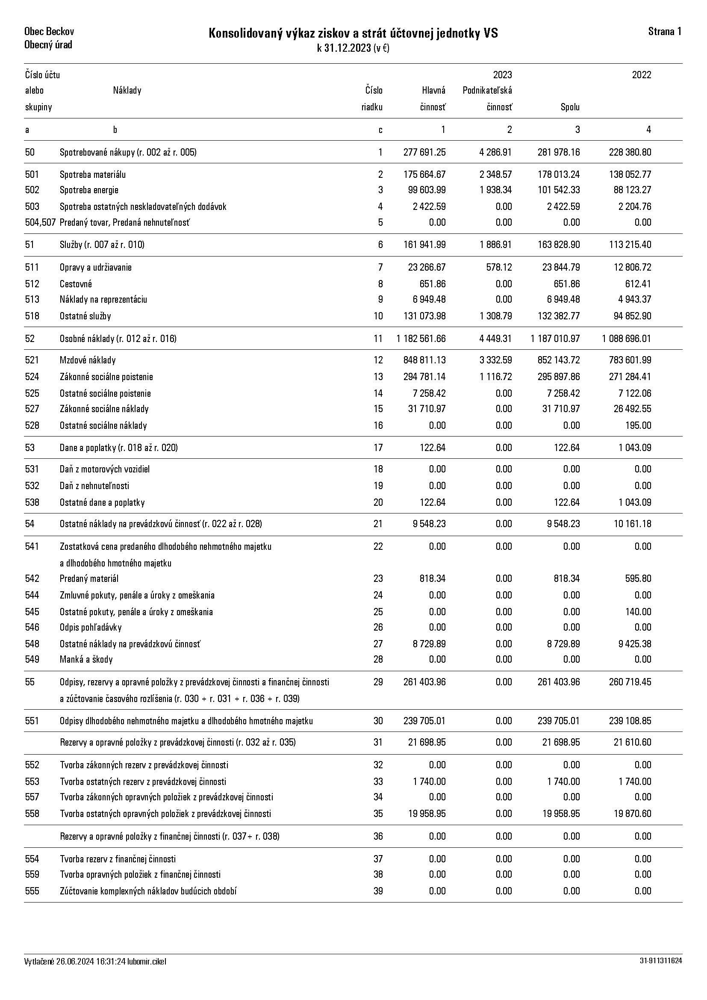 Obec Beckov
Obecný úrad
Konsolidovaný výkaz ziskov a strát účtovnej jednotky VS
k 31.12.2023 (v €)
Strana 1
Číslo účtu 2023 2022
alebo Náklady Číslo Hlavná Podnikateľská
skupiny riadku činnosť činnosť Spolu
a b c 1 2 3 4
50 Spotrebované nákupy (r. 002 až r. 005) 1 277 691.25 4 286.91 281 978.16 228 380.80
501 Spotreba materiálu 2 175 664.67 2 348.57 178 013.24 138 052.77
502 Spotreba energie 3 99 603.99 1 938.34 101 542.33 88 123.27
503 Spotreba ostatných neskladovateľných dodávok 4 2 422.59 0.00 2 422.59 2 204.76
504,507 Predaný tovar, Predaná nehnuteľnosť 5 0.00 0.00 0.00 0.00
51 Služby (r. 007 až r. 010) 6 161 941.99 1 886.91 163 828.90 113 215.40
511 Opravy a udržiavanie 7 23 266.67 578.12 23 844.79 12 806.72
512 Cestovné 8 651.86 0.00 651.86 612.41
513 Náklady na reprezentáciu 9 6 949.48 0.00 6 949.48 4 943.37
518 Ostatné služby 10 131 073.98 1 308.79 132 382.77 94 852.90
52 Osobné náklady (r. 012 až r. 016) 11 1 182 561.66 4 449.31 1 187 010.97 1 088 696.01
521 Mzdové náklady 12 848 811.13 3 332.59 852 143.72 783 601.99
524 Zákonné sociálne poistenie 13 294 781.14 1 116.72 295 897.86 271 284.41
525 Ostatné sociálne poistenie 14 7 258.42 0.00 7 258.42 7 122.06
527 Zákonné sociálne náklady 15 31 710.97 0.00 31 710.97 26 492.55
528 Ostatné sociálne náklady 16 0.00 0.00 0.00 195.00
53 Dane a poplatky (r. 018 až r. 020) 17 122.64 0.00 122.64 1 043.09
531 Daň z motorových vozidiel 18 0.00 0.00 0.00 0.00
532 Daň z nehnuteľnosti 19 0.00 0.00 0.00 0.00
538 Ostatné dane a poplatky 20 122.64 0.00 122.64 1 043.09
54 Ostatné náklady na prevádzkovú činnosť (r. 022 až r. 028) 21 9 548.23 0.00 9 548.23 10 161.18
541 Zostatková cena predaného dlhodobého nehmotného majetku 22 0.00 0.00 0.00 0.00
a dlhodobého hmotného majetku
542 Predaný materiál 23 818.34 0.00 818.34 595.80
544 Zmluvné pokuty, penále a úroky z omeškania 24 0.00 0.00 0.00 0.00
545 Ostatné pokuty, penále a úroky z omeškania 25 0.00 0.00 0.00 140.00
546 Odpis pohľadávky 26 0.00 0.00 0.00 0.00
548 Ostatné náklady na prevádzkovú činnosť 27 8 729.89 0.00 8 729.89 9 425.38
549 Manká a škody 28 0.00 0.00 0.00 0.00
55 Odpisy, rezervy a opravné položky z prevádzkovej činnosti a finančnej činnosti 29 261 403.96 0.00 261 403.96 260 719.45
a zúčtovanie časového rozlíšenia (r. 030 + r. 031 + r. 036 + r. 039)
551 Odpisy dlhodobého nehmotného majetku a dlhodobého hmotného majetku 30 239 705.01 0.00 239 705.01 239 108.85
Rezervy a opravné položky z prevádzkovej činnosti (r. 032 až r. 035) 31 21 698.95 0.00 21 698.95 21 610.60
552 Tvorba zákonných rezerv z prevádzkovej činnosti 32 0.00 0.00 0.00 0.00
553 Tvorba ostatných rezerv z prevádzkovej činnosti 33 1 740.00 0.00 1 740.00 1 740.00
557 Tvorba zákonných opravných položiek z prevádzkovej činnosti 34 0.00 0.00 0.00 0.00
558 Tvorba ostatných opravných položiek z prevádzkovej činnosti 35 19 958.95 0.00 19 958.95 19 870.60
Rezervy a opravné položky z finančnej činnosti (r. 037+ r. 038) 36 0.00 0.00 0.00 0.00
554 Tvorba rezerv z finančnej činnosti 37 0.00 0.00 0.00 0.00
559 Tvorba opravných položiek z finančnej činnosti 38 0.00 0.00 0.00 0.00
555 Zúčtovanie komplexných nákladov budúcich období 39 0.00 0.00 0.00 0.00
Vytlačené 26.06.2024 16:31:24 lubomir.cikel 31-911311624